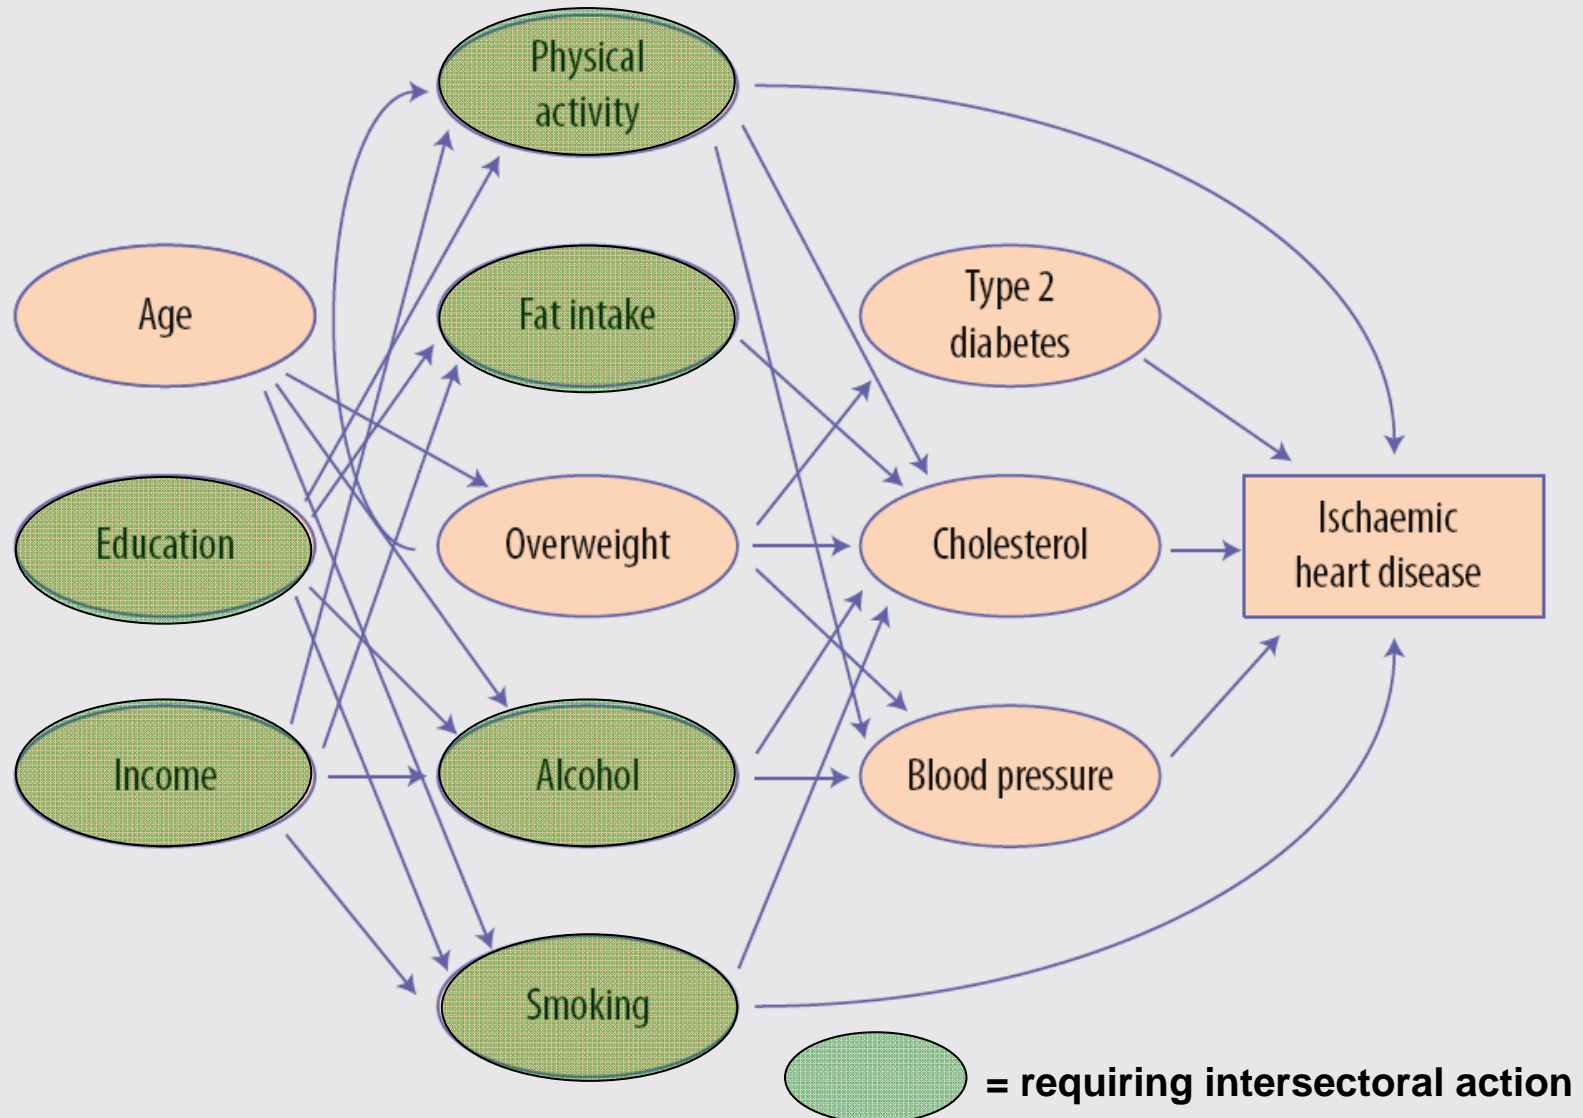 Physical
activity
Age
Fat intake
Type 2
diabetes
Education
Overweight
Cholesterol
Ischaemic
heart disease
Income
Alcohol
Blood pressure
Smoking
= requiring intersectoral action